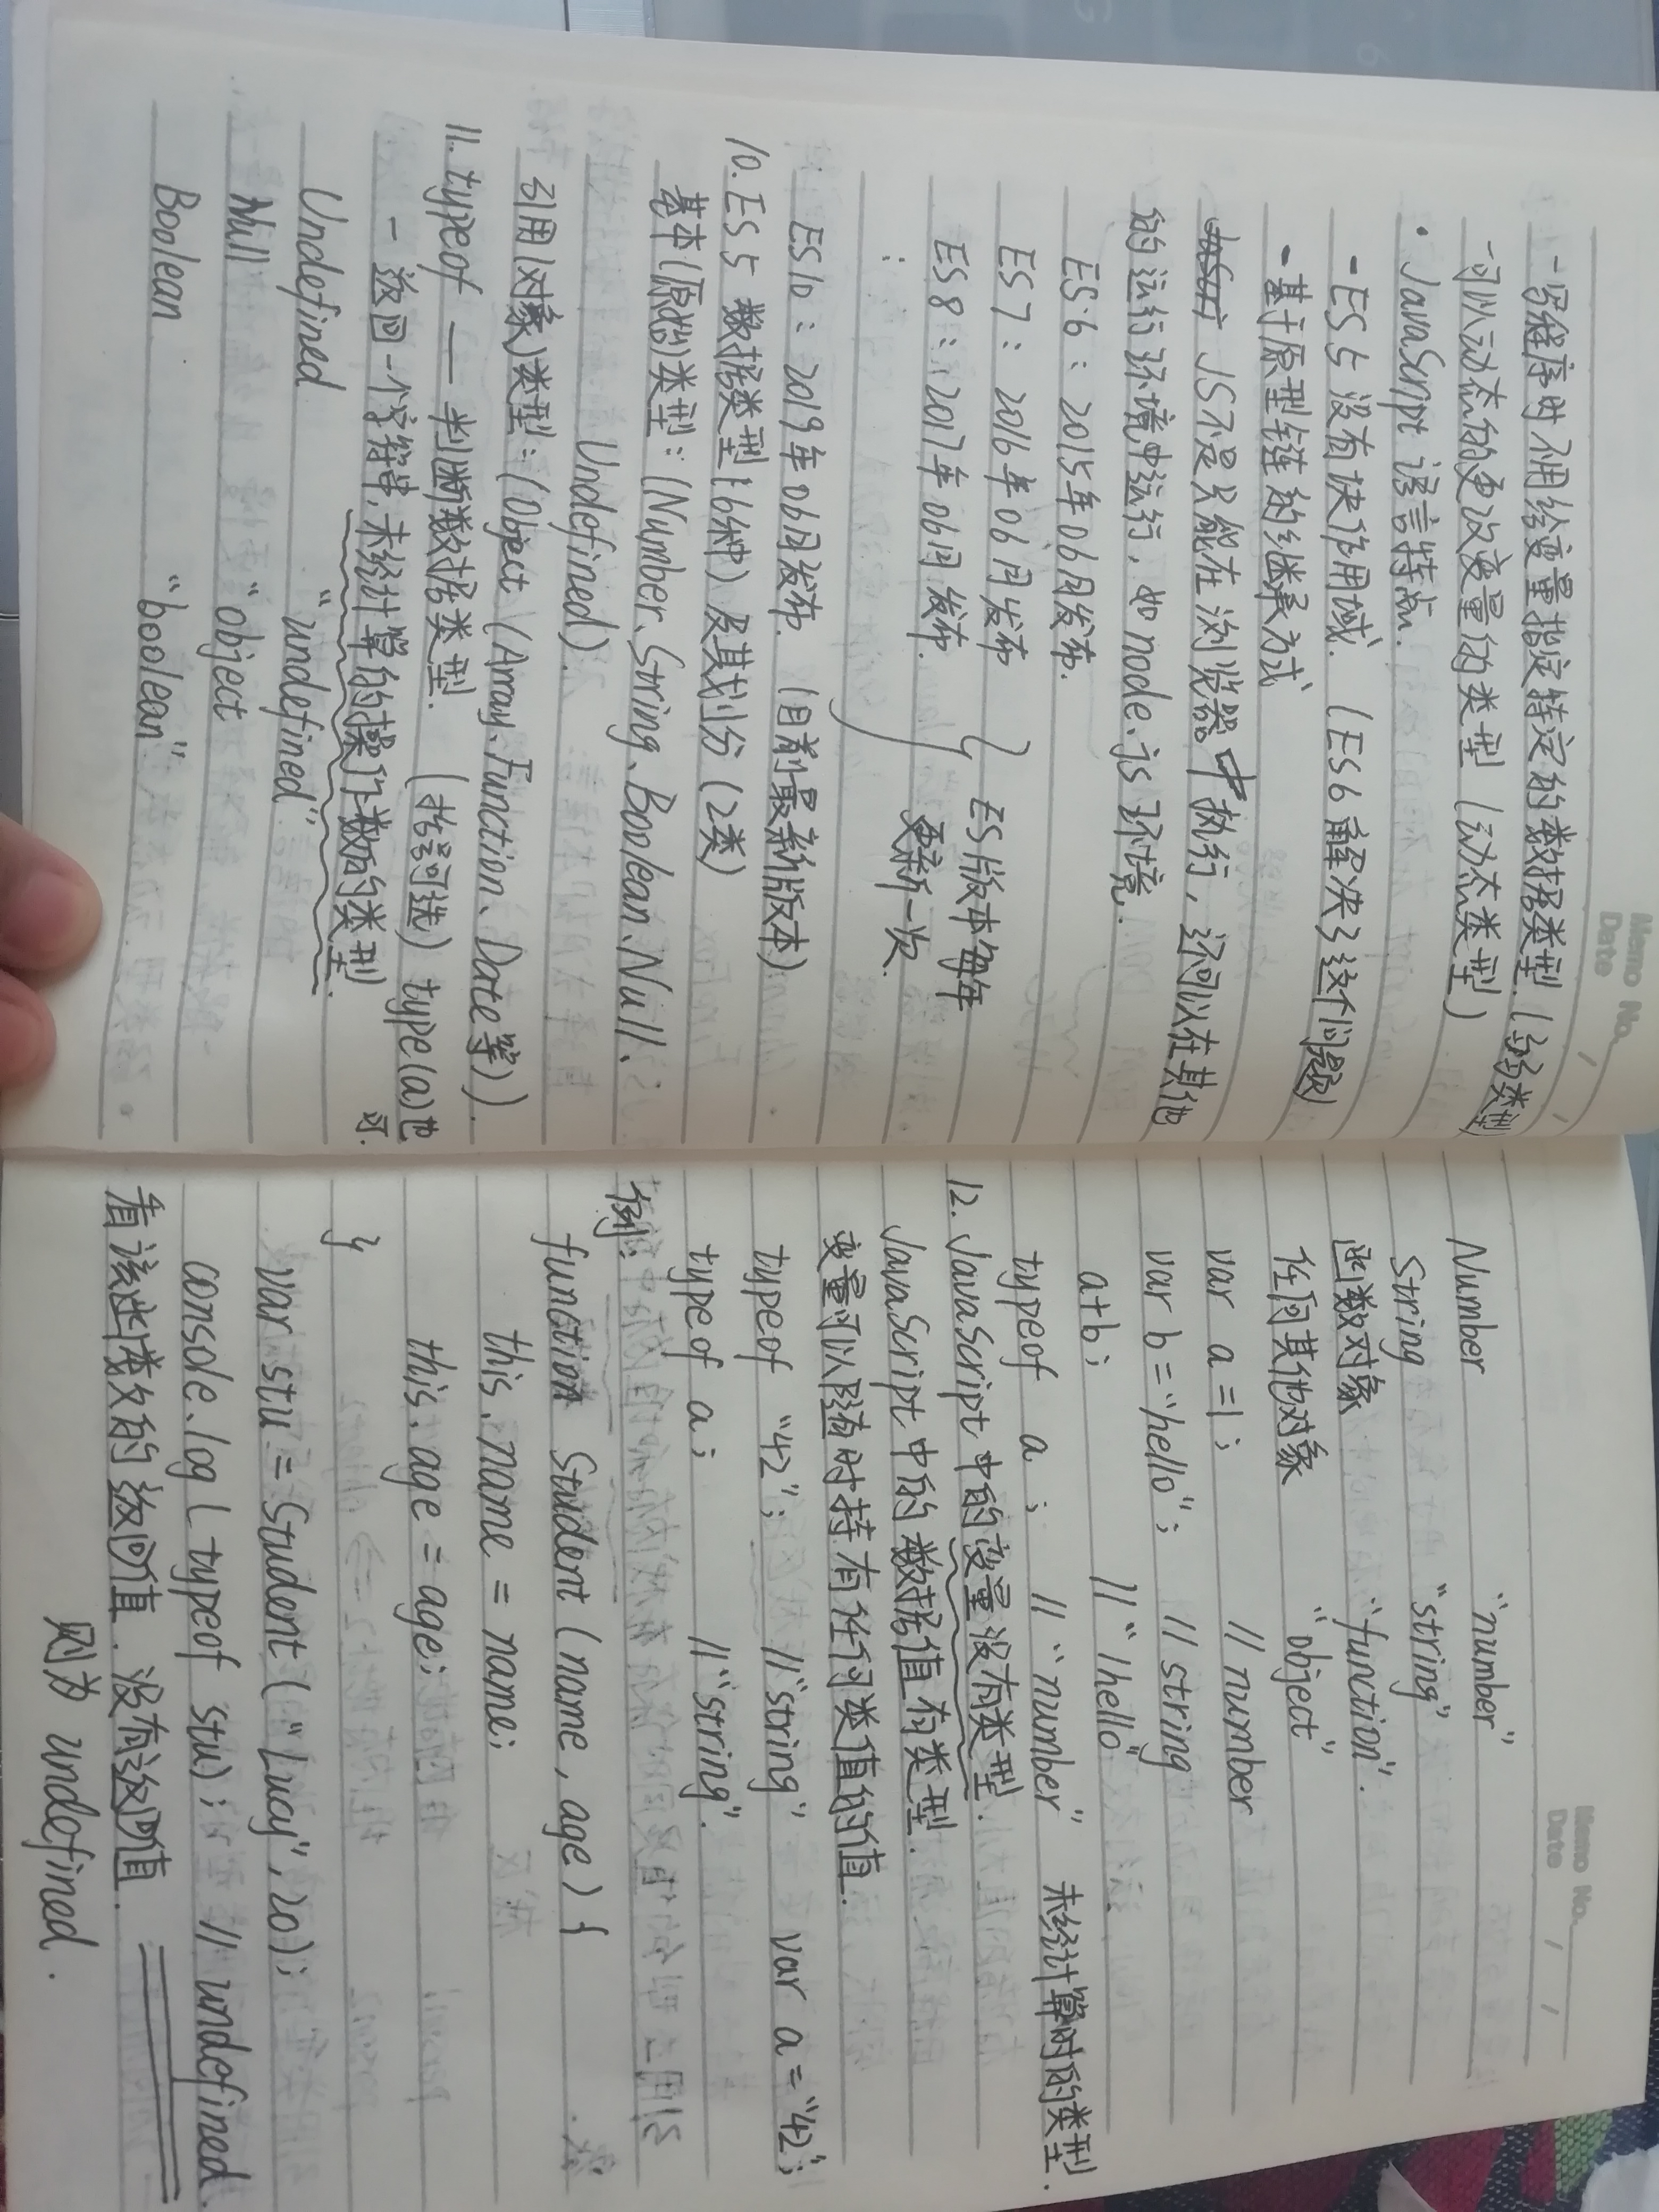 Memo No.
Date / /
- 写程序时不用给变量指定特定的数据类型.(弱类型)
- 可以动态的更改变量的类型 (动态类型)
· JavaScript 语言特点.
- ES5 没有块作用域. (ES6解决了这个问题)
- 基于原型链的继承方式
JS不是只能在浏览器中执行, 还可以在其他
的运行环境中运行, 如node.js环境.
ES6 : 2015年06月发布.
ES7 : 2016年06月发布 } ES版本每年
ES8 : 2017年06月发布. 更新一次.
⋮
ES10 : 2019年06月发布. (目前最新版本)
10. ES5 数据类型(6种)及其划分(2类)
基本(原始)类型: (Number、String、Boolean、Null、
Undefined).
引用(对象)类型: (Object (Array、Function、Date等)).
11. typeof —— 判断数据类型. (括号可选) type(a)也可.
- 返回一个字符串, 未经计算的操作数的类型.
Undefined "undefined"
Null "object
Boolean "boolean"
Memo No.
Date / /
Number "number"
String "string"
函数对象 "function".
任何其他对象 "object"
var a = 1; // number
var b = "hello"; // string
a+b; // "1hello"
typeof a; // "number" 未经计算时的类型.
12. JavaScript 中的变量没有类型.
JavaScript 中的数据值有类型.
变量可以随时持有任何类值的值.
typeof "42"; // "string" var a = "42";
typeof a; // "string".
例:
function Student (name, age) {
this.name = name;
this.age = age;
}
var stu = Student ("Lucy", 20);
console.log ( typeof stu); // undefined.
看该函数的返回值. 没有返回值.
则为 undefined.